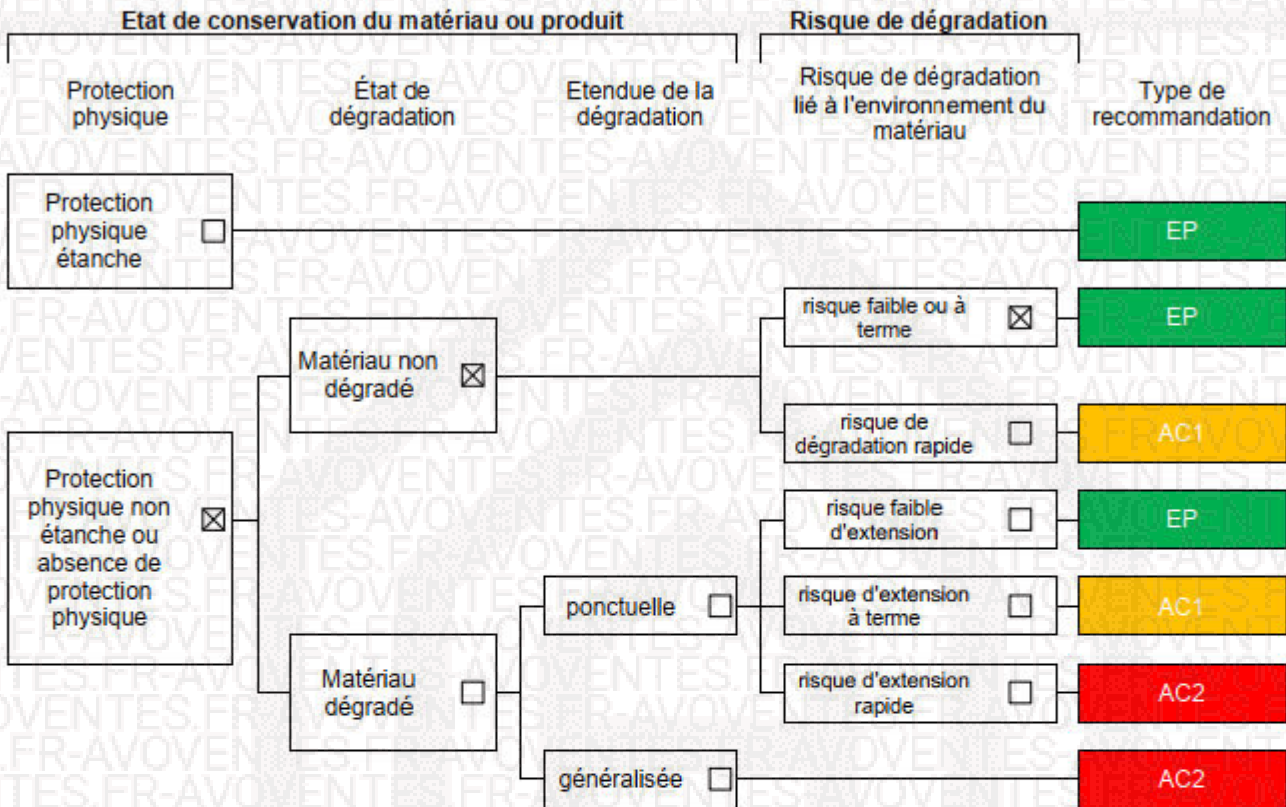 Etat de conservation du matériau ou produit
Risque de dégradation
Protection
physique
État de
dégradation
Etendue de la
dégradation
Risque de dégradation
lié à l'environnement du
matériau
Type de
recommandation
Protection
physique
étanche
EP
risque faible ou à
terme
EP
Matériau non
dégradé
risque de
dégradation rapide
AC1
Protection
physique non
étanche ou
absence de
protection
physique
risque faible
d'extension
EP
ponctuelle
risque d'extension
à terme
AC1
Matériau
dégradé
risque d'extension
rapide
AC2
généralisée
AC2